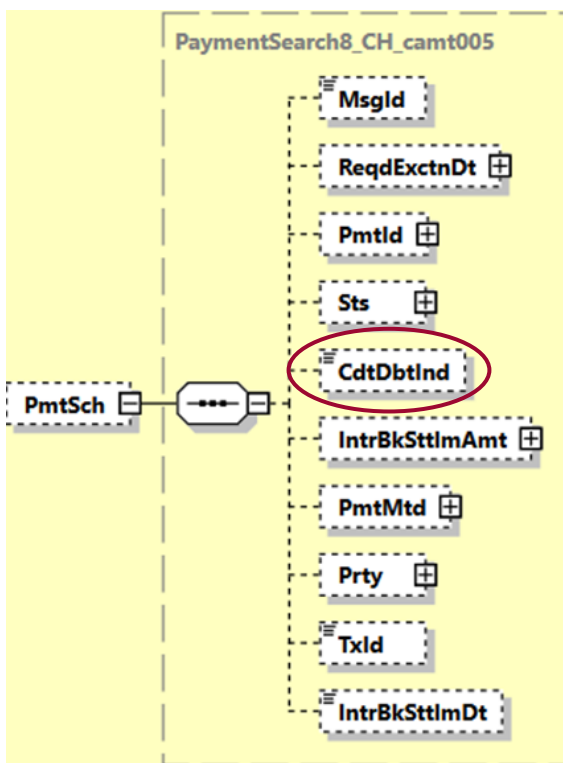 PaymentSearch8_CH_camt005
MsgId
ReqdExctnDt
PmtId
Sts
CdtDbtInd
PmtSch
IntrBkSttlmAmt
PmtMtd
Prty
TxId
IntrBkSttlmDt